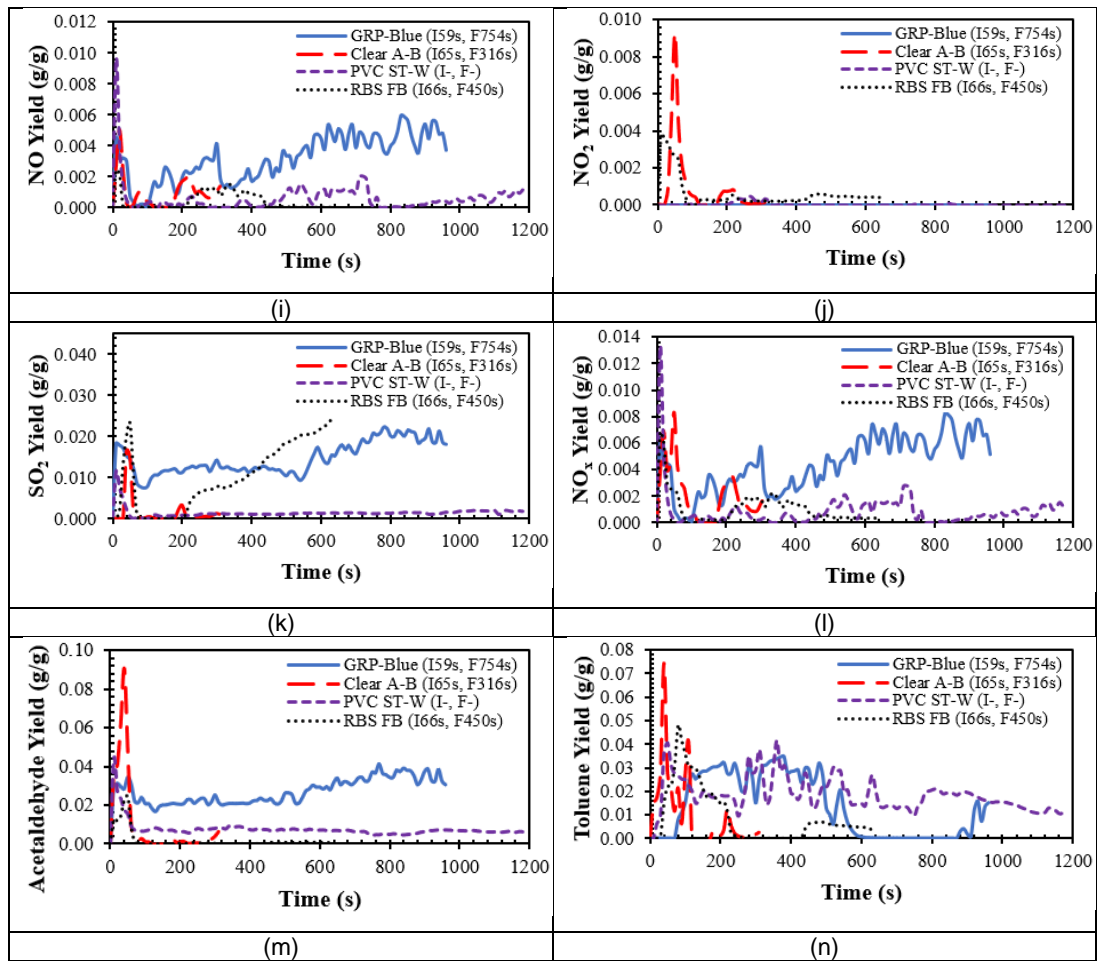 NO Yield (g/g)
0.012
0.010
0.008
0.006
0.004
0.002
0.000
GRP-Blue (I59s, F754s)
Clear A-B (I65s, F316s)
PVC ST-W (I-, F-)
RBS FB (I66s, F450s)
0 200 400 600 800 1000 1200
Time (s)
(i)
NO2 Yield (g/g)
0.010
0.008
0.006
0.004
0.002
0.000
GRP-Blue (I59s, F754s)
Clear A-B (I65s, F316s)
PVC ST-W (I-, F-)
RBS FB (I66s, F450s)
0 200 400 600 800 1000 1200
Time (s)
(j)
SO2 Yield (g/g)
0.040
0.030
0.020
0.010
0.000
GRP-Blue (I59s, F754s)
Clear A-B (I65s, F316s)
PVC ST-W (I-, F-)
RBS FB (I66s, F450s)
0 200 400 600 800 1000 1200
Time (s)
(k)
NOx Yield (g/g)
0.014
0.012
0.010
0.008
0.006
0.004
0.002
0.000
GRP-Blue (I59s, F754s)
Clear A-B (I65s, F316s)
PVC ST-W (I-, F-)
RBS FB (I66s, F450s)
0 200 400 600 800 1000 1200
Time (s)
(l)
Acetaldehyde Yield (g/g)
0.10
0.08
0.06
0.04
0.02
0.00
GRP-Blue (I59s, F754s)
Clear A-B (I65s, F316s)
PVC ST-W (I-, F-)
RBS FB (I66s, F450s)
0 200 400 600 800 1000 1200
Time (s)
(m)
Toluene Yield (g/g)
0.08
0.07
0.06
0.05
0.04
0.03
0.02
0.01
0.00
GRP-Blue (I59s, F754s)
Clear A-B (I65s, F316s)
PVC ST-W (I-, F-)
RBS FB (I66s, F450s)
0 200 400 600 800 1000 1200
Time (s)
(n)